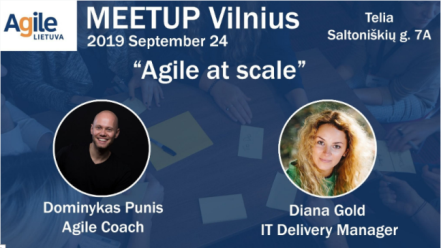 Agile
LIETUVA
MEETUP Vilnius
2019 September 24
Telia
Saltoniškių g. 7A
“Agile at scale”
Dominykas Punis
Agile Coach
Diana Gold
IT Delivery Manager